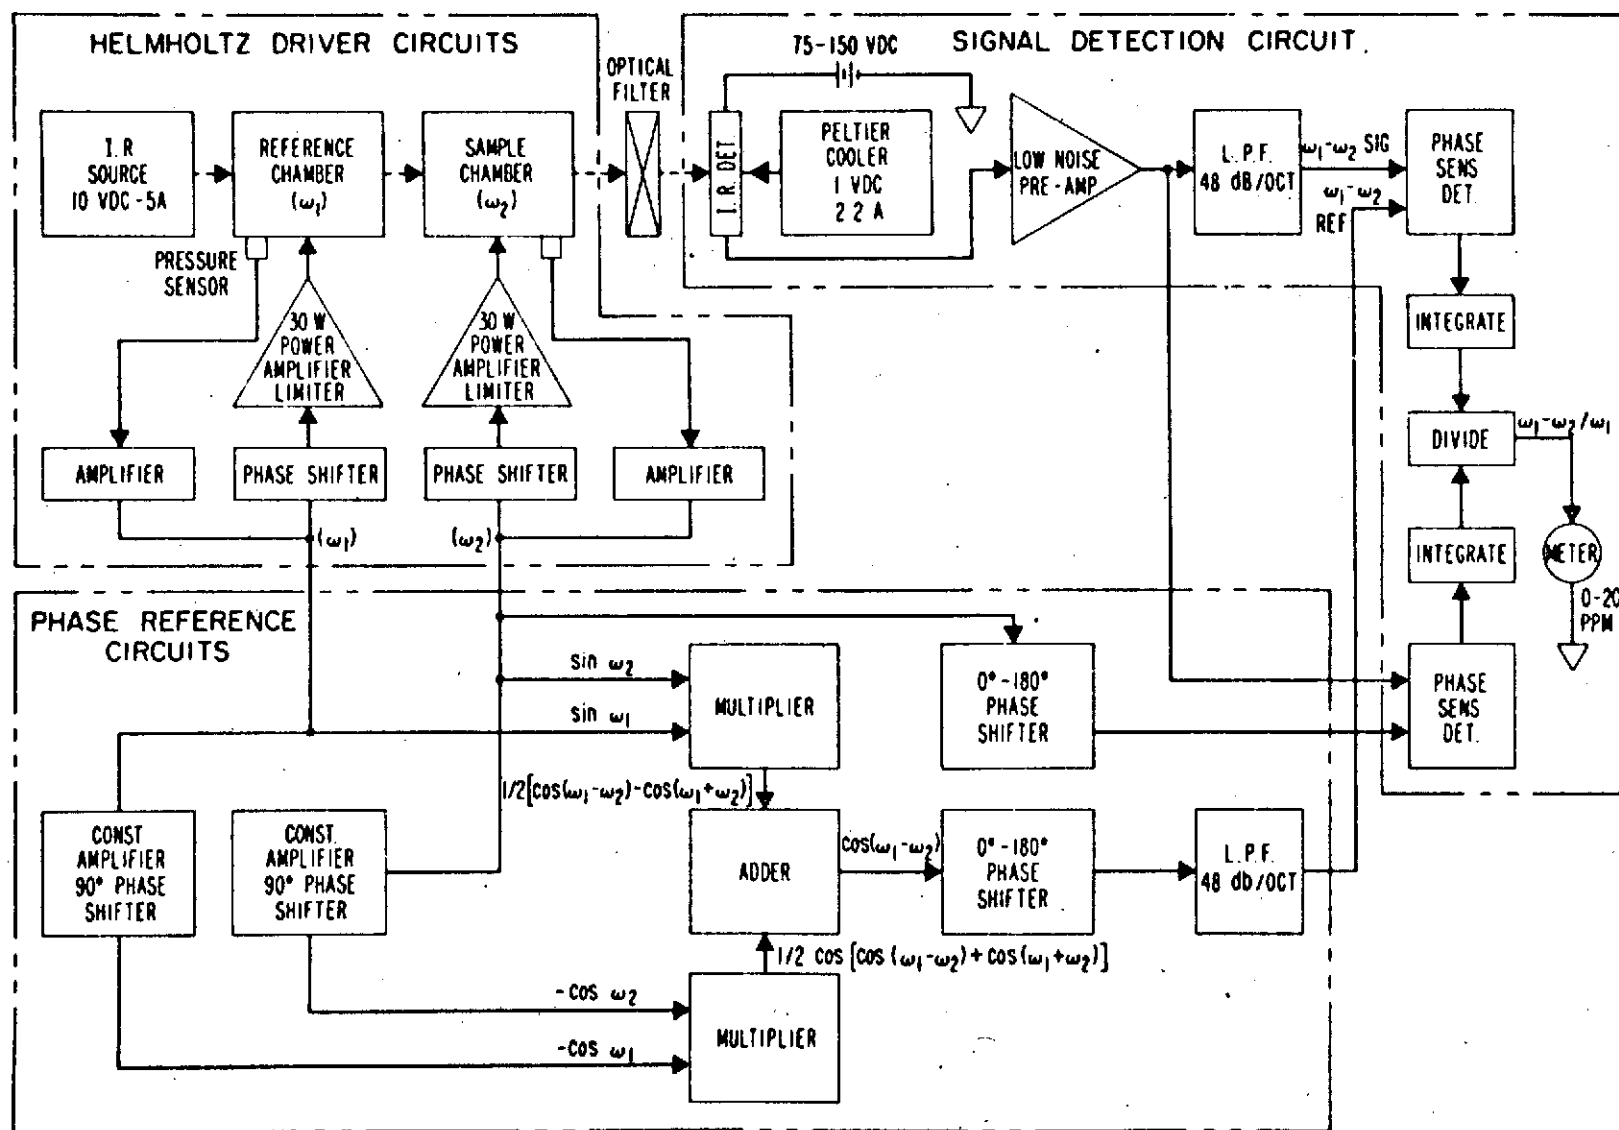 HELMHOLTZ DRIVER CIRCUITS
I.R
SOURCE
10 VDC-5A
REFERENCE
CHAMBER
(ω1)
SAMPLE
CHAMBER
(ω2)
PRESSURE
SENSOR
30 W
POWER
AMPLIFIER
LIMITER
30 W
POWER
AMPLIFIER
LIMITER
AMPLIFIER
PHASE SHIFTER
PHASE SHIFTER
AMPLIFIER
(ω1)
(ω2)
OPTICAL
FILTER
SIGNAL DETECTION CIRCUIT
75-150 VDC
I.R. DET.
PELTIER
COOLER
1 VDC
2 2 A
LOW NOISE
PRE-AMP
L.P.F.
48 dB/OCT
ω1-ω2 SIG
ω1-ω2
REF
PHASE
SENS
DET.
INTEGRATE
DIVIDE
ω1-ω2/ω1
INTEGRATE
METER
0-20
PPM
PHASE
SENS
DET.
PHASE REFERENCE
CIRCUITS
sin ω2
sin ω1
MULTIPLIER
0°-180°
PHASE
SHIFTER
1/2[cos(ω1-ω2)-cos(ω1+ω2)]
CONST
AMPLIFIER
90° PHASE
SHIFTER
CONST.
AMPLIFIER
90° PHASE
SHIFTER
ADDER
cos(ω1-ω2)
0°-180°
PHASE
SHIFTER
L.P.F.
48 db/OCT
1/2 cos[cos(ω1-ω2)+cos(ω1+ω2)]
-cos ω2
-cos ω1
MULTIPLIER